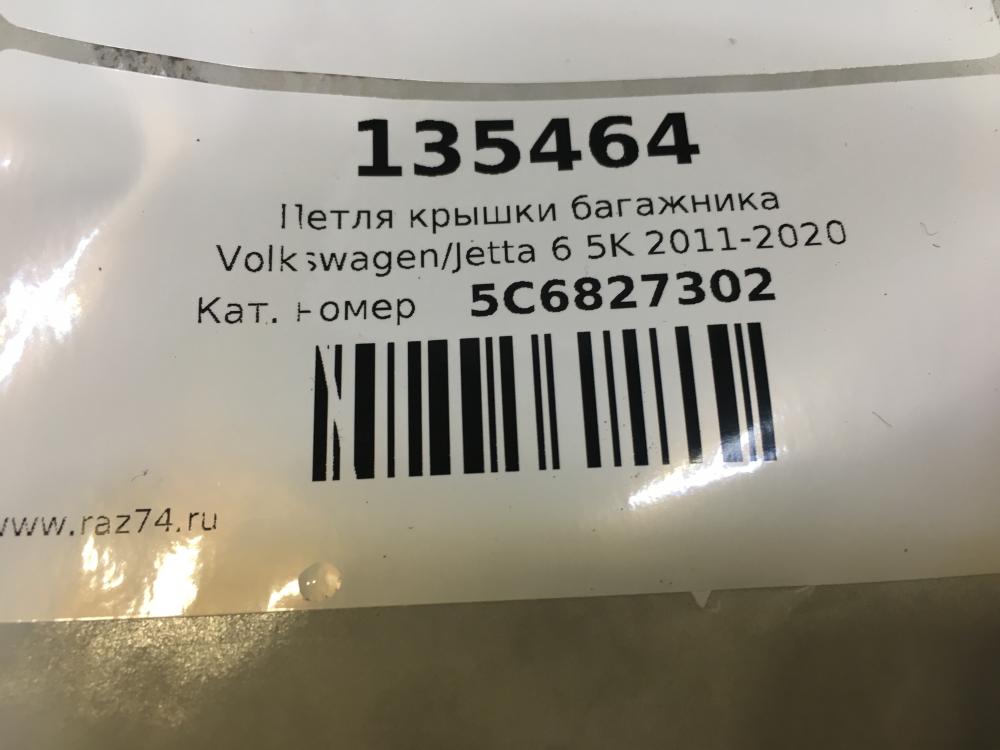 135464
Петля крышки багажника
Volkswagen/Jetta 6 5K 2011-2020
Кат. номер 5C6827302
www.raz74.ru